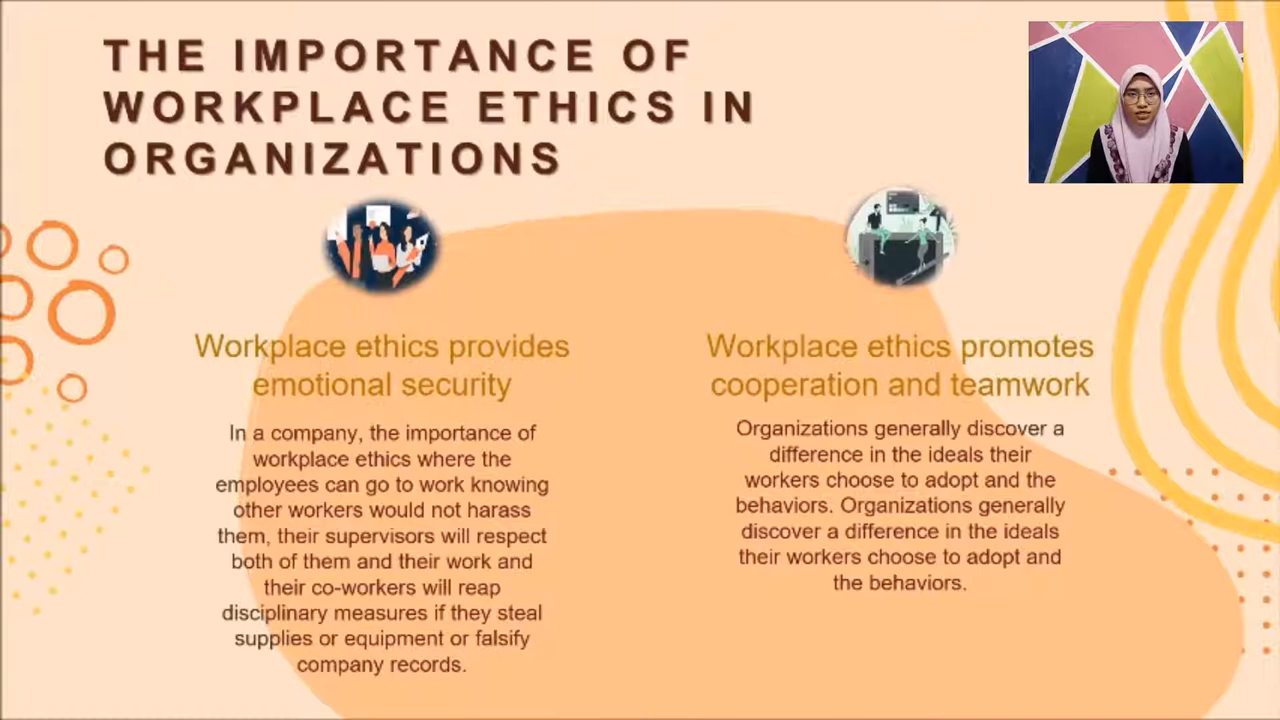 THE IMPORTANCE OF
WORKPLACE ETHICS IN
ORGANIZATIONS
Workplace ethics provides
emotional security
In a company, the importance of
workplace ethics where the
employees can go to work knowing
other workers would not harass
them, their supervisors will respect
both of them and their work and
their co-workers will reap
disciplinary measures if they steal
supplies or equipment or falsify
company records.
Workplace ethics promotes
cooperation and teamwork
Organizations generally discover a
difference in the ideals their
workers choose to adopt and the
behaviors. Organizations generally
discover a difference in the ideals
their workers choose to adopt and
the behaviors.